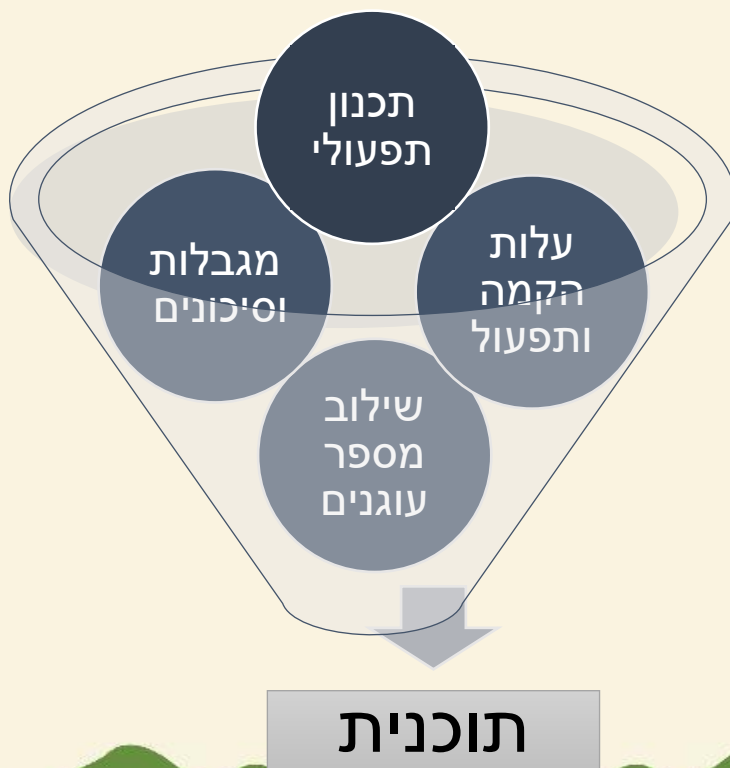 תכנון
תפעולי
מגבלות
וסיכונים
עלות
הקמה
ותפעול
שילוב
מספר
עוגנים
תוכנית